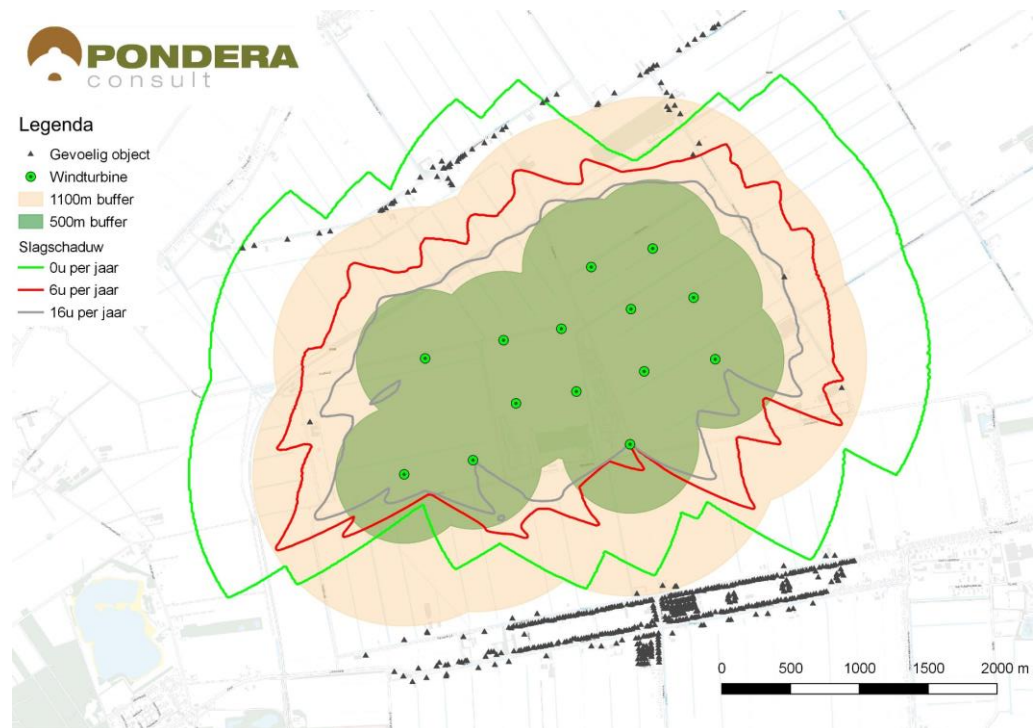 PONDERA
consult
Legenda
Gevoelig object
Windturbine
1100m buffer
500m buffer
Slagschaduw
0u per jaar
6u per jaar
16u per jaar
0 500 1000 1500 2000 m